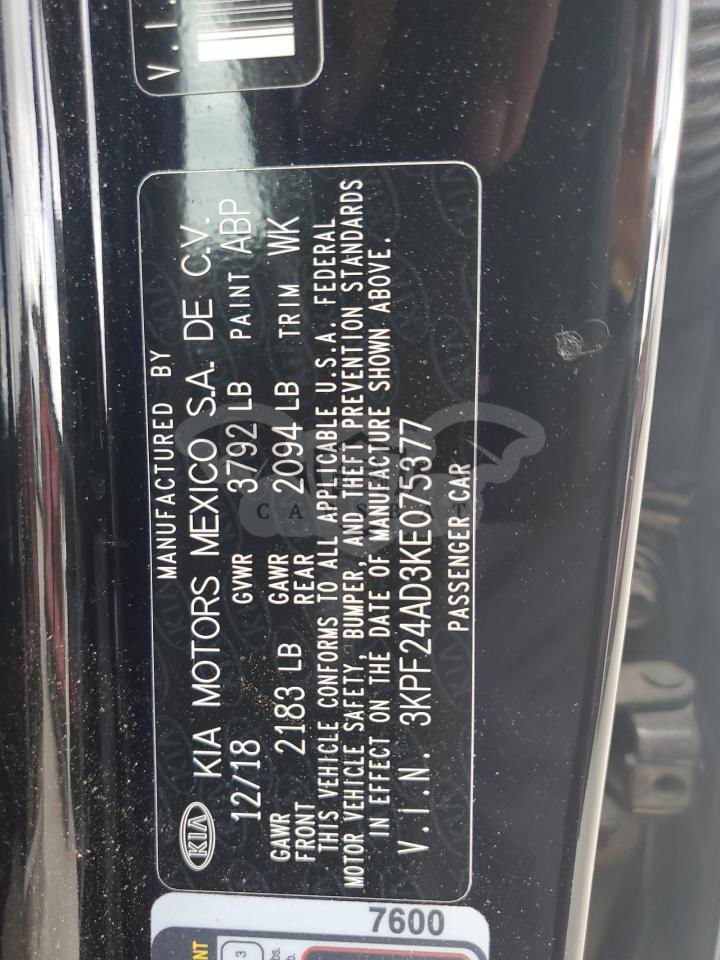 V.I.
MANUFACTURED BY
KIA KIA MOTORS MEXICO S.A. DE C.V.
12/18 GVWR 3792 LB PAINT ABP
GAWR FRONT 2183 LB GAWR REAR 2094 LB TRIM WK
THIS VEHICLE CONFORMS TO ALL APPLICABLE U.S.A. FEDERAL
MOTOR VEHICLE SAFETY, BUMPER, AND THEFT PREVENTION STANDARDS
IN EFFECT ON THE DATE OF MANUFACTURE SHOWN ABOVE.
V.I.N. 3KPF24AD3KE075377
PASSENGER CAR
7600
3